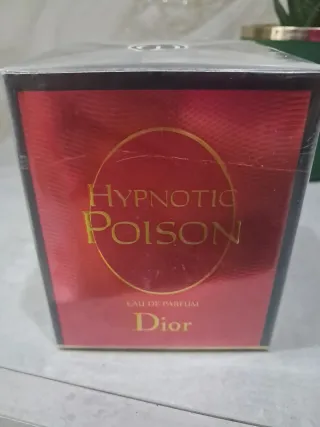 HYPNOTIC
POISON
EAU DE PARFUM
Dior